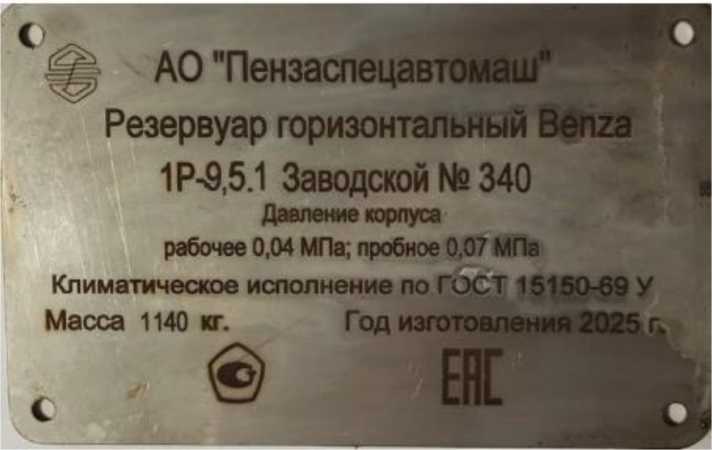 АО "Пензаспецавтомаш"
Резервуар горизонтальный Benza
1Р-9,5.1 Заводской № 340
Давление корпуса
рабочее 0,04 МПа; пробное 0,07 МПа
Климатическое исполнение по ГОСТ 15150-69 У
Масса 1140 кг. Год изготовления 2025 г.
ЕАС